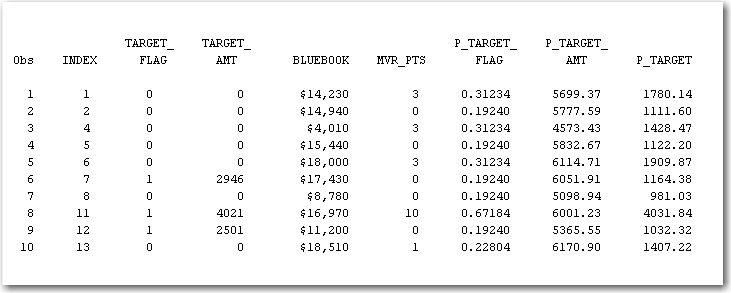 TARGET_ TARGET_ P_TARGET_ P_TARGET_
Obs INDEX FLAG AMT BLUEBOOK MVR_PTS FLAG AMT P_TARGET
1 1 0 0 $14,230 3 0.31234 5699.37 1780.14
2 2 0 0 $14,940 0 0.19240 5777.59 1111.60
3 4 0 0 $4,010 3 0.31234 4573.43 1428.47
4 5 0 0 $15,440 0 0.19240 5832.67 1122.20
5 6 0 0 $18,000 3 0.31234 6114.71 1909.87
6 7 1 2946 $17,430 0 0.19240 6051.91 1164.38
7 8 0 0 $8,780 0 0.19240 5098.94 981.03
8 11 1 4021 $16,970 10 0.67184 6001.23 4031.84
9 12 1 2501 $11,200 0 0.19240 5365.55 1032.32
10 13 0 0 $18,510 1 0.22804 6170.90 1407.22